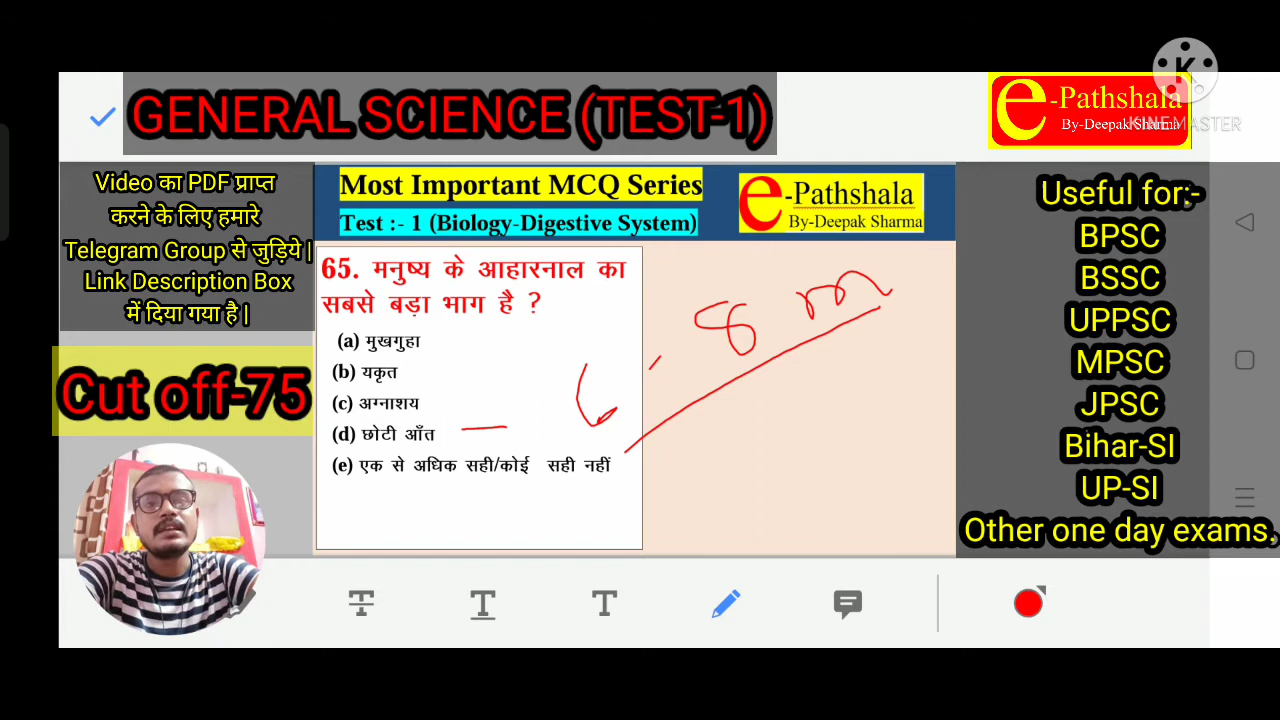 GENERAL SCIENCE (TEST-1)
e-Pathshala
By-Deepak Sharma
KINEMASTER
Video का PDF प्राप्त
करने के लिए हमारे
Telegram Group से जुड़िये |
Link Description Box
में दिया गया है |
Cut off-75
Most Important MCQ Series
Test :- 1 (Biology-Digestive System)
e-Pathshala
By-Deepak Sharma
65. मनुष्य के आहारनाल का
सबसे बड़ा भाग है ?
(a) मुखगुहा
(b) यकृत
(c) अग्नाशय
(d) छोटी आँत
(e) एक से अधिक सही/कोई सही नहीं
6 - 8 m
Useful for:-
BPSC
BSSC
UPPSC
MPSC
JPSC
Bihar-SI
UP-SI
Other one day exams.